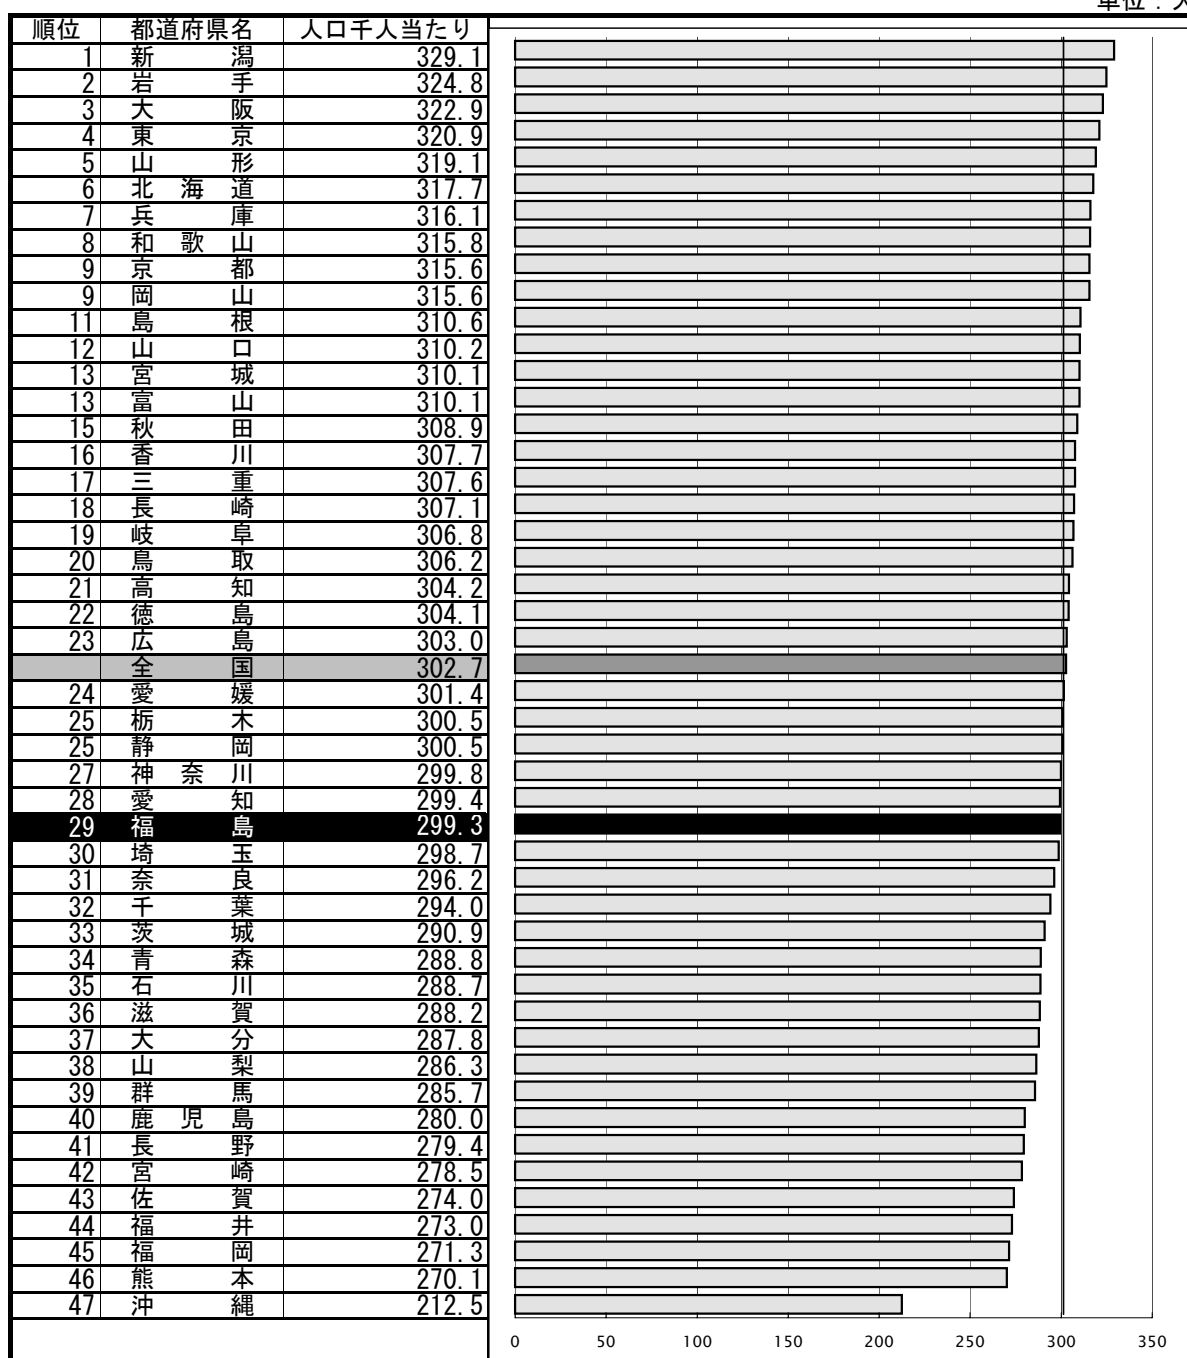 単位：人
順位 都道府県名 人口千人当たり
1 新潟 329.1
2 岩手 324.8
3 大阪 322.9
4 東京 320.9
5 山形 319.1
6 北海道 317.7
7 兵庫 316.1
8 和歌山 315.8
9 京都 315.6
9 岡山 315.6
11 島根 310.6
12 山口 310.2
13 宮城 310.1
13 富山 310.1
15 秋田 308.9
16 香川 307.7
17 三重 307.6
18 長崎 307.1
19 岐阜 306.8
20 鳥取 306.2
21 高知 304.2
22 徳島 304.1
23 広島 303.0
全国 302.7
24 愛媛 301.4
25 栃木 300.5
25 静岡 300.5
27 神奈川 299.8
28 愛知 299.4
29 福島 299.3
30 埼玉 298.7
31 奈良 296.2
32 千葉 294.0
33 茨城 290.9
34 青森 288.8
35 石川 288.7
36 滋賀 288.2
37 大分 287.8
38 山梨 286.3
39 群馬 285.7
40 鹿児島 280.0
41 長野 279.4
42 宮崎 278.5
43 佐賀 274.0
44 福井 273.0
45 福岡 271.3
46 熊本 270.1
47 沖縄 212.5
0 50 100 150 200 250 300 350